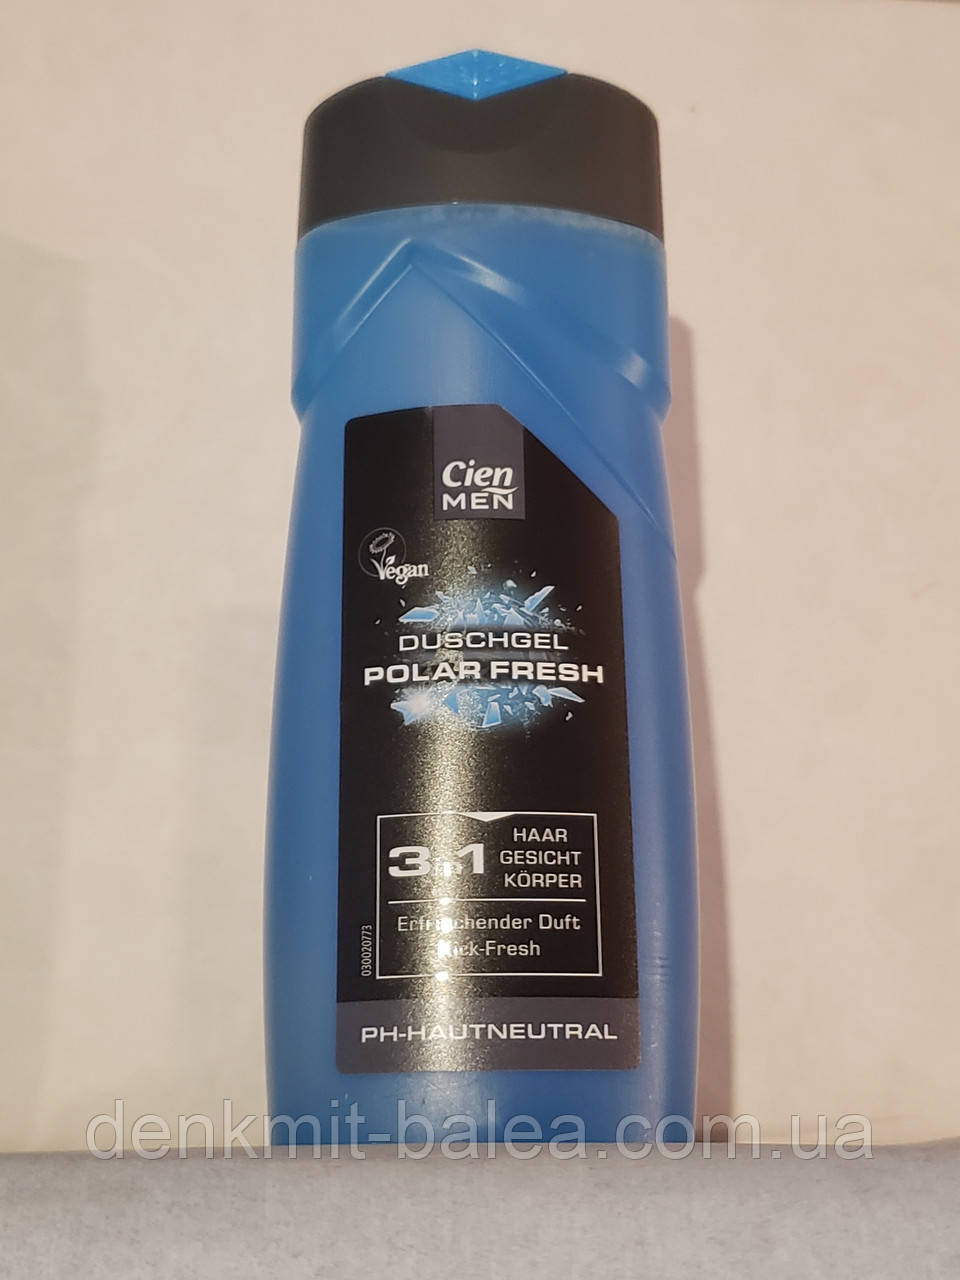 Cien
MEN
Vegan
DUSCHGEL
POLAR FRESH
3in1
HAAR
GESICHT
KÖRPER
Erfrischender Duft
Kick-Fresh
030020773
PH-HAUTNEUTRAL
denkmit-balea.com.ua